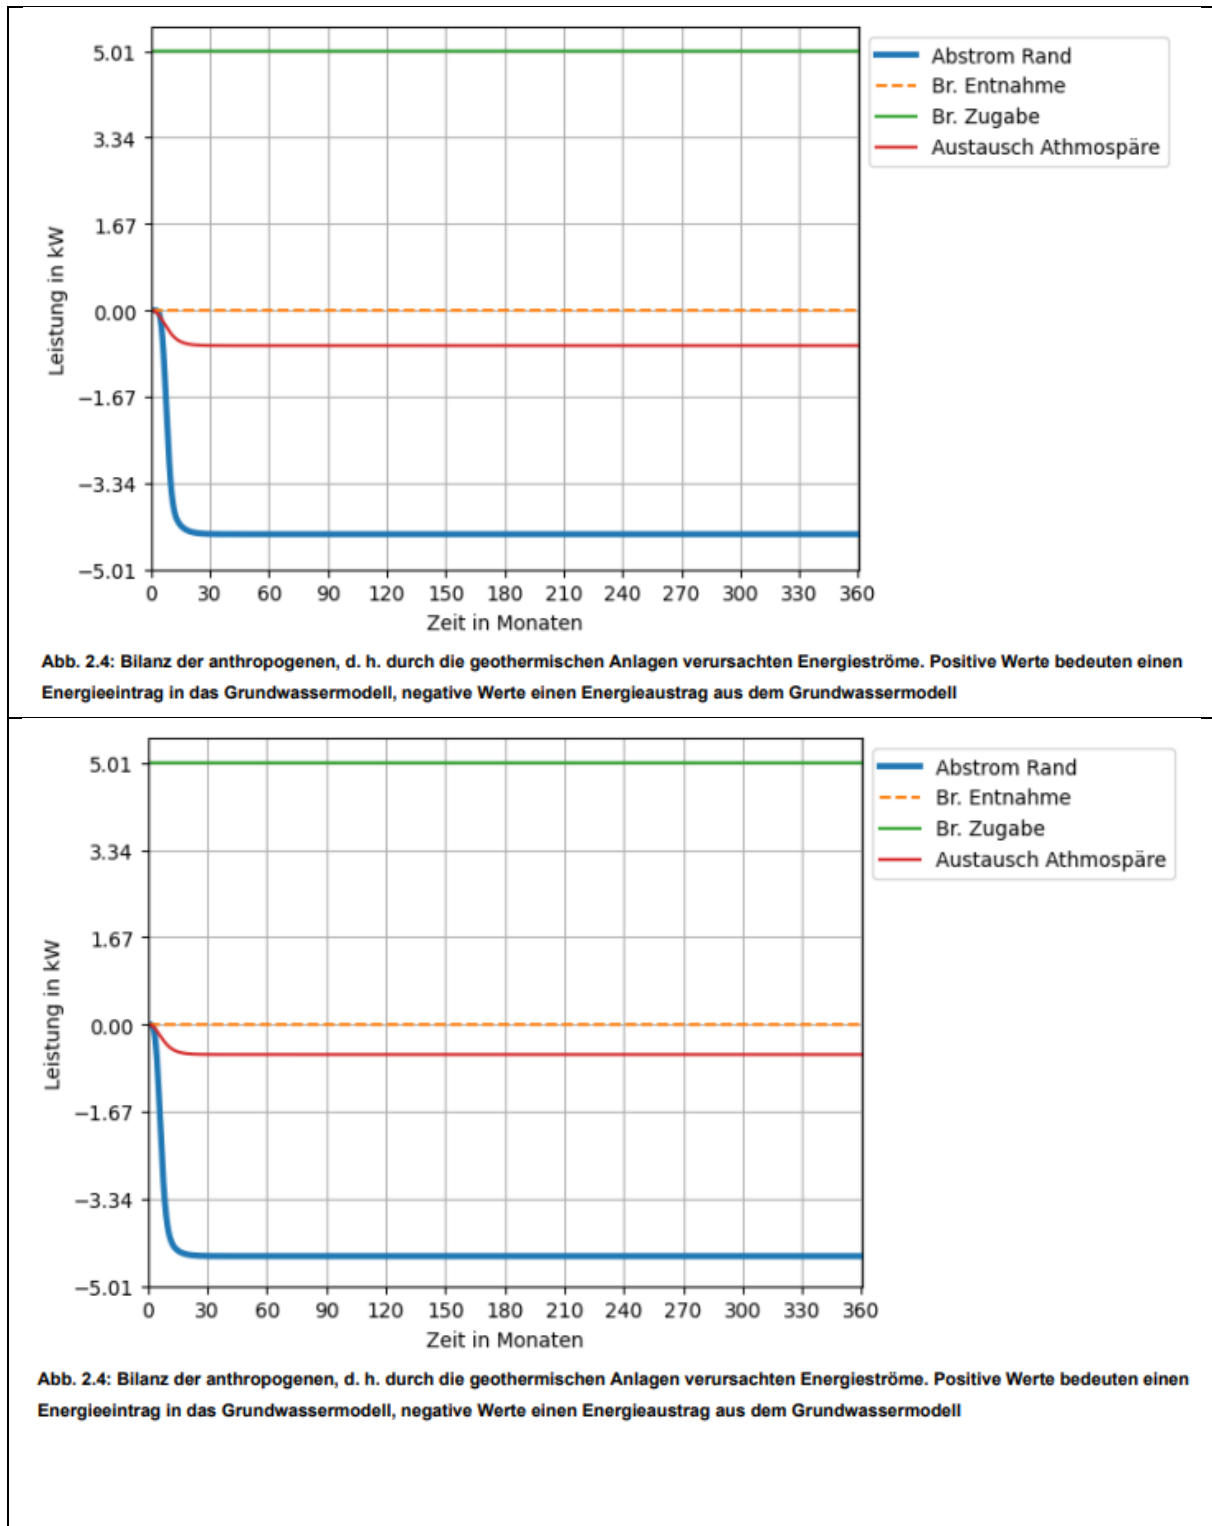 5.01
3.34
1.67
0.00
−1.67
−3.34
−5.01
Leistung in kW
0 30 60 90 120 150 180 210 240 270 300 330 360
Zeit in Monaten
Abstrom Rand
Br. Entnahme
Br. Zugabe
Austausch Athmospäre
Abb. 2.4: Bilanz der anthropogenen, d. h. durch die geothermischen Anlagen verursachten Energieströme. Positive Werte bedeuten einen
Energieeintrag in das Grundwassermodell, negative Werte einen Energieaustrag aus dem Grundwassermodell
5.01
3.34
1.67
0.00
−1.67
−3.34
−5.01
Leistung in kW
0 30 60 90 120 150 180 210 240 270 300 330 360
Zeit in Monaten
Abstrom Rand
Br. Entnahme
Br. Zugabe
Austausch Athmospäre
Abb. 2.4: Bilanz der anthropogenen, d. h. durch die geothermischen Anlagen verursachten Energieströme. Positive Werte bedeuten einen
Energieeintrag in das Grundwassermodell, negative Werte einen Energieaustrag aus dem Grundwassermodell